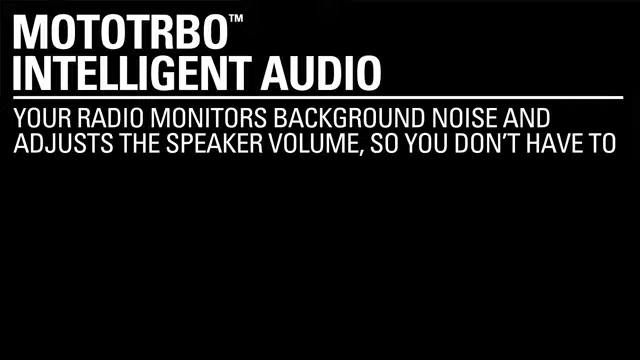 MOTOTRBO™
INTELLIGENT AUDIO
YOUR RADIO MONITORS BACKGROUND NOISE AND
ADJUSTS THE SPEAKER VOLUME, SO YOU DON'T HAVE TO